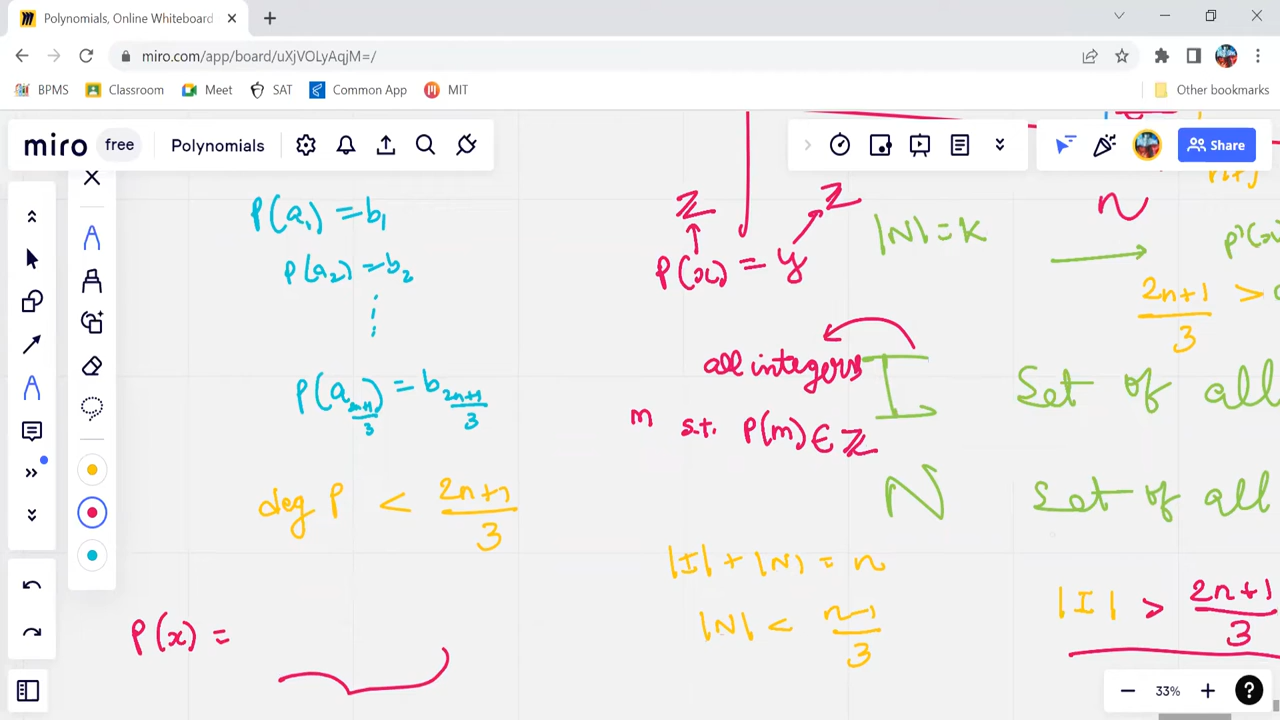 Polynomials, Online Whiteboard
miro.com/app/board/uXjVOLyAqjM=/
BPMS Classroom Meet SAT Common App MIT Other bookmarks
miro free Polynomials Share
P(a₁) = b₁
P(a₂) = b₂
⋮
P(a_{2n+1/3}) = b_{2n+1/3}
deg P < 2n+1/3
P(x) =
ℤ ℤ
P(x) = y
all integers
m s.t. P(m) ∈ ℤ
|I| + |N| = n
|N| < n-1/3
|N| = K
n
2n+1/3 >
I Set of all
N Set of all
|I| > 2n+1/3
33%